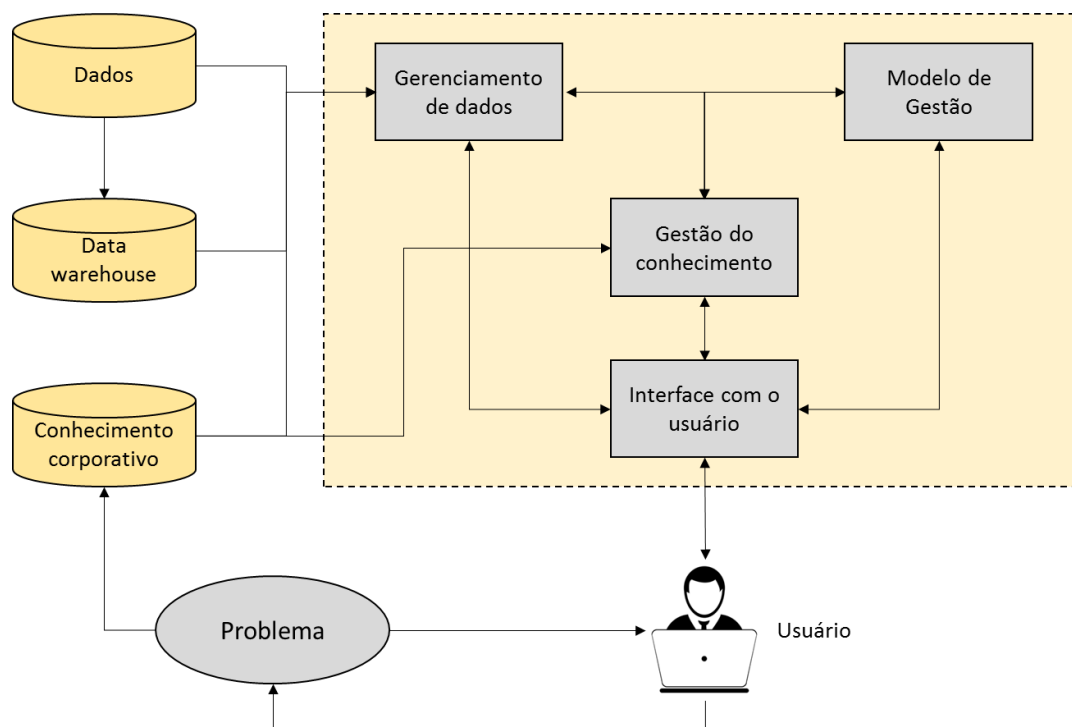 Dados
Gerenciamento
de dados
Modelo de
Gestão
Data
warehouse
Gestão do
conhecimento
Conhecimento
corporativo
Interface com o
usuário
Problema
Usuário